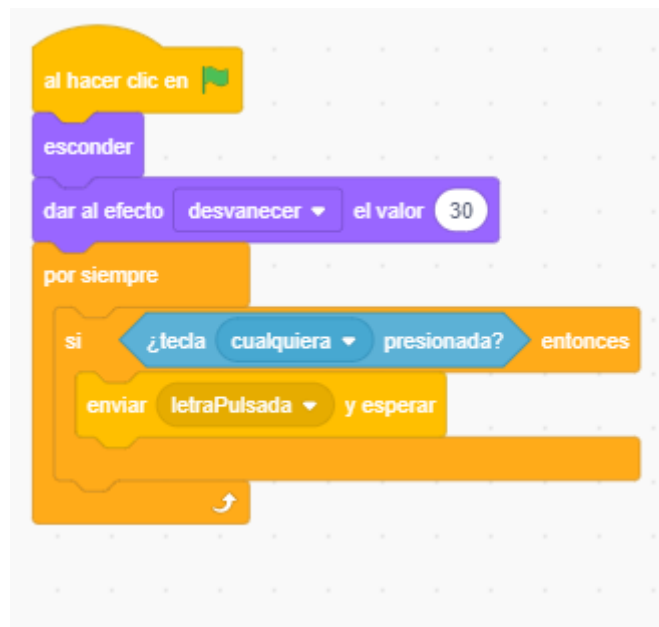 al hacer clic en
esconder
dar al efecto desvanecer el valor 30
por siempre
si ¿tecla cualquiera presionada? entonces
enviar letraPulsada y esperar